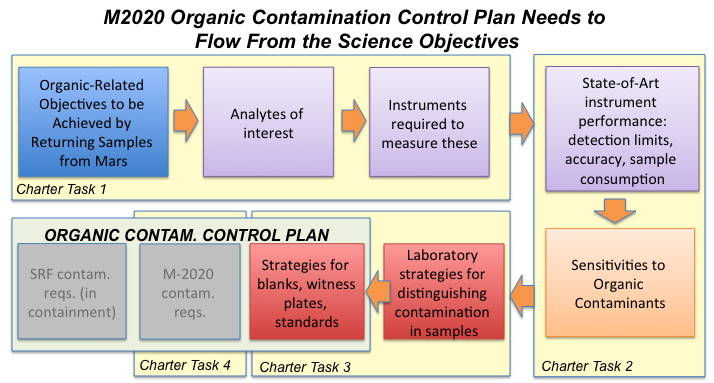 M2020 Organic Contamination Control Plan Needs to
Flow From the Science Objectives
Organic-Related
Objectives to be
Achieved by
Returning Samples
from Mars
Analytes of
interest
Instruments
required to
measure these
Charter Task 1
State-of-Art
instrument
performance:
detection limits,
accuracy, sample
consumption
Sensitivities to
Organic
Contaminants
Charter Task 2
Laboratory
strategies for
distinguishing
contamination
in samples
Strategies for
blanks, witness
plates,
standards
Charter Task 3
ORGANIC CONTAM. CONTROL PLAN
M-2020
contam.
reqs.
SRF contam.
reqs. (in
containment)
Charter Task 4